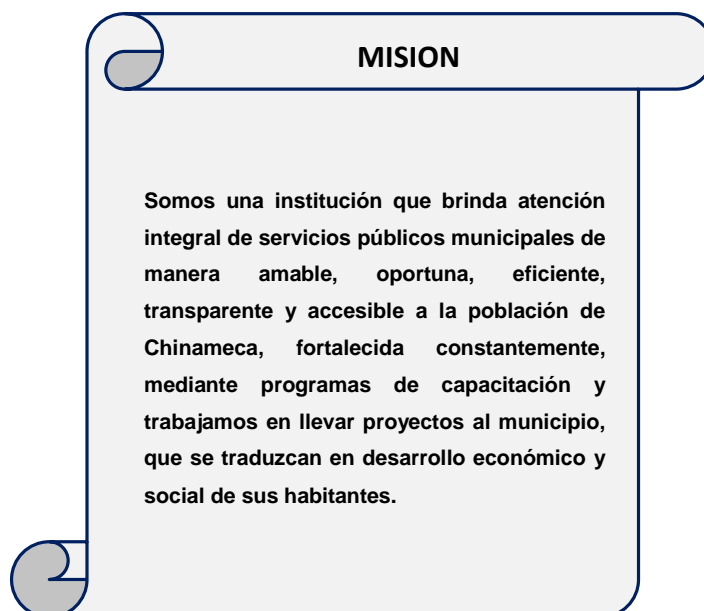 MISION
Somos una institución que brinda atención
integral de servicios públicos municipales de
manera amable, oportuna, eficiente,
transparente y accesible a la población de
Chinameca, fortalecida constantemente,
mediante programas de capacitación y
trabajamos en llevar proyectos al municipio,
que se traduzcan en desarrollo económico y
social de sus habitantes.